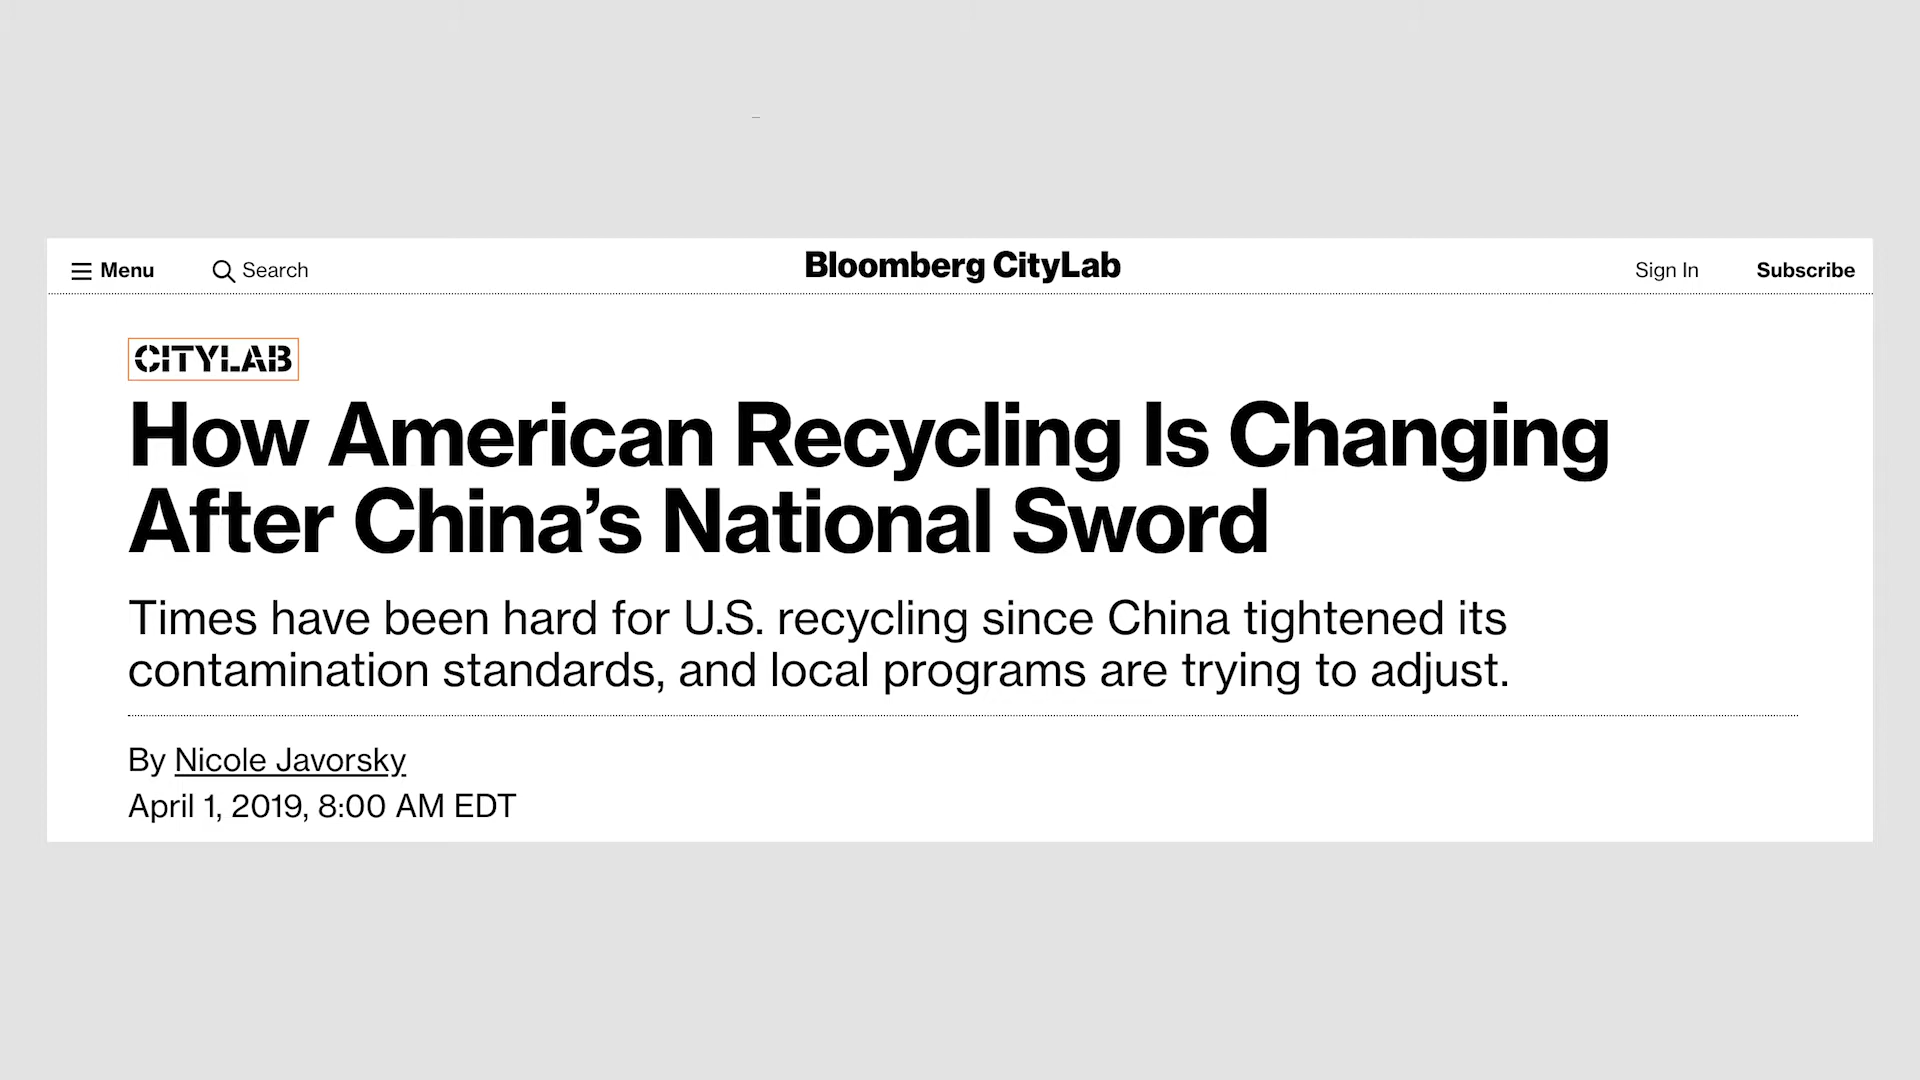 Menu
Search
Bloomberg CityLab
Sign In
Subscribe
CITYLAB
How American Recycling Is Changing
After China’s National Sword
Times have been hard for U.S. recycling since China tightened its
contamination standards, and local programs are trying to adjust.
By Nicole Javorsky
April 1, 2019, 8:00 AM EDT